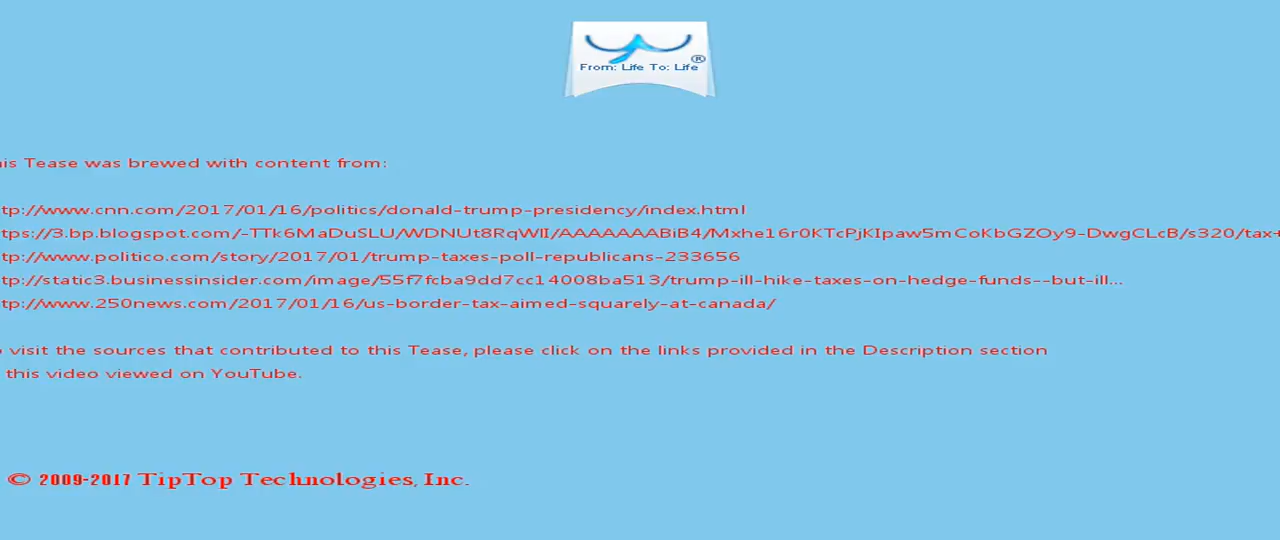 From: Life To: Life®
is Tease was brewed with content from:
tp://www.cnn.com/2017/01/16/politics/donald-trump-presidency/index.html
tps://3.bp.blogspot.com/-TTk6MaDuSLU/WDNUt8RqWlI/AAAAAAABiB4/Mxhe16r0KTcPjKIpaw5mCoKbGZOy9-DwgCLcB/s320/tax+
tp://www.politico.com/story/2017/01/trump-taxes-poll-republicans-233656
tp://static3.businessinsider.com/image/55f7fcba9dd7cc14008ba513/trump-ill-hike-taxes-on-hedge-funds--but-ill...
tp://www.250news.com/2017/01/16/us-border-tax-aimed-squarely-at-canada/
visit the sources that contributed to this Tease, please click on the links provided in the Description section
this video viewed on YouTube.
© 2009-2017 TipTop Technologies, Inc.